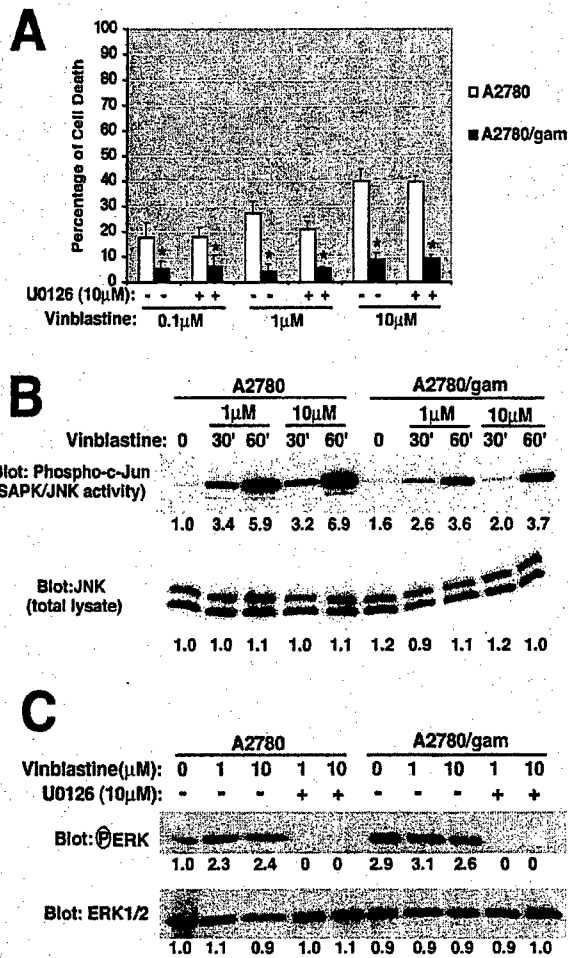 A
Percentage of Cell Death
100
90
80
70
60
50
40
30
20
10
0
A2780
A2780/gam
* * * * * *
U0126 (10µM): - - + + - - + + - - + +
Vinblastine: 0.1µM 1µM 10µM
B
A2780 A2780/gam
1µM 10µM 1µM 10µM
Vinblastine: 0 30' 60' 30' 60' 0 30' 60' 30' 60'
Blot: Phospho-c-Jun
SAPK/JNK activity)
1.0 3.4 5.9 3.2 6.9 1.6 2.6 3.6 2.0 3.7
Blot:JNK
(total lysate)
1.0 1.0 1.1 1.0 1.1 1.2 0.9 1.1 1.2 1.0
C
A2780 A2780/gam
Vinblastine(µM): 0 1 10 1 10 0 1 10 1 10
U0126 (10µM): - - - + + - - - + +
Blot: ⓅERK
1.0 2.3 2.4 0 0 2.9 3.1 2.6 0 0
Blot: ERK1/2
1.0 1.1 0.9 1.0 1.1 0.9 0.9 0.9 0.9 1.0